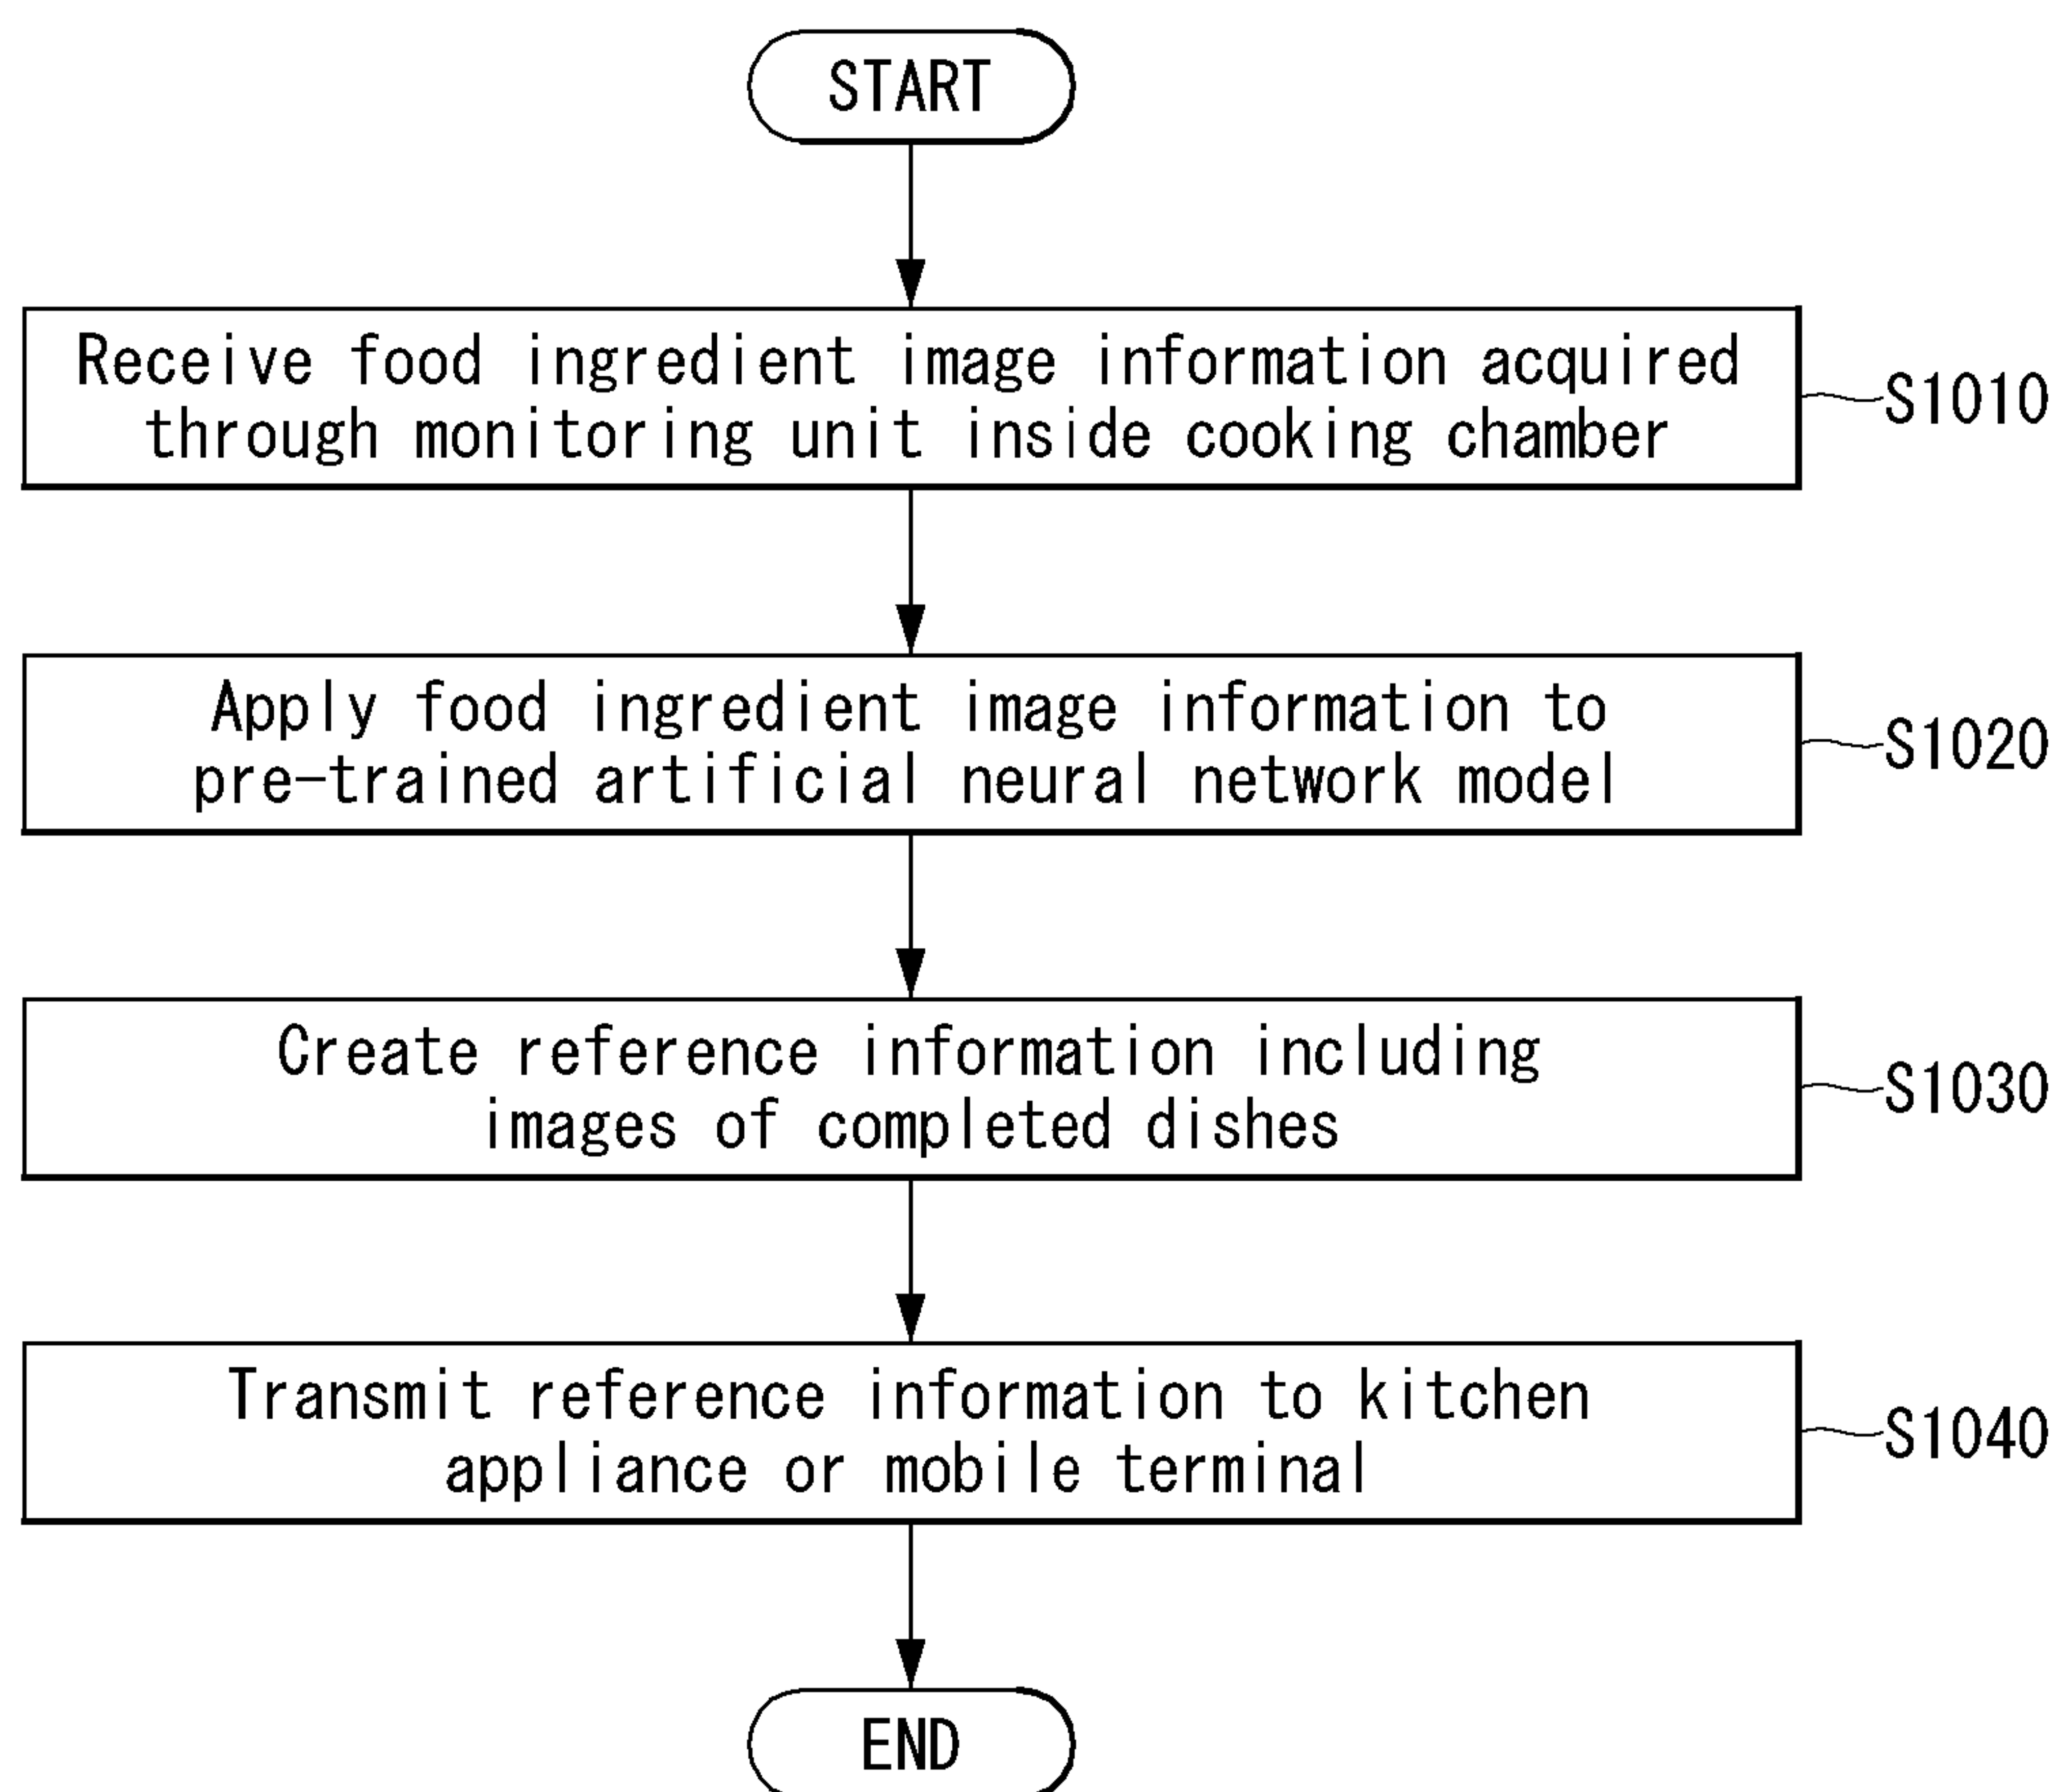 START
Receive food ingredient image information acquired
through monitoring unit inside cooking chamber
S1010
Apply food ingredient image information to
pre-trained artificial neural network model
S1020
Create reference information including
images of completed dishes
S1030
Transmit reference information to kitchen
appliance or mobile terminal
S1040
END